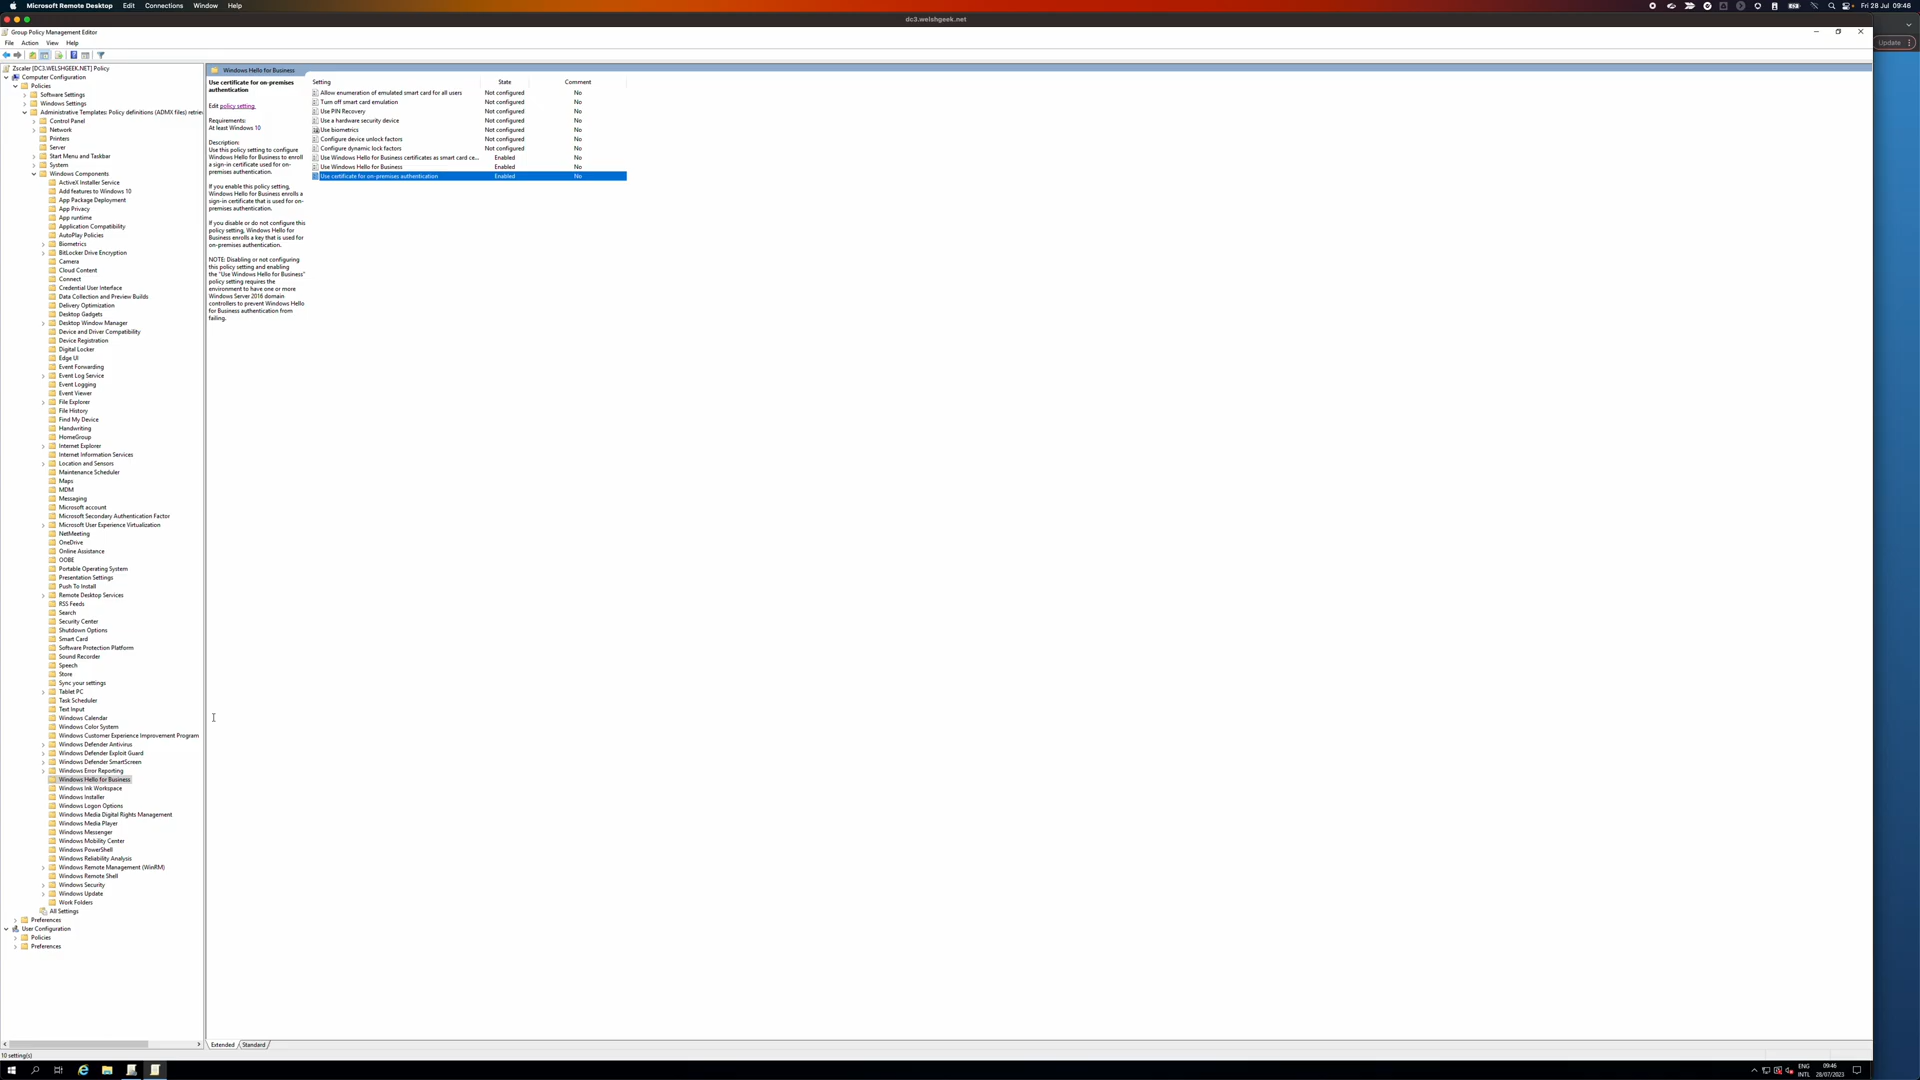 Microsoft Remote Desktop Edit Connections Window Help
Fri 28 Jul 09:46
dc3.welshgeek.net
Update
Group Policy Management Editor
File Action View Help
Zscaler [DC3.WELSHGEEK.NET] Policy
Computer Configuration
Policies
Software Settings
Windows Settings
Administrative Templates: Policy definitions (ADMX files) retrie
Control Panel
Network
Printers
Server
Start Menu and Taskbar
System
Windows Components
ActiveX Installer Service
Add features to Windows 10
App Package Deployment
App Privacy
App runtime
Application Compatibility
AutoPlay Policies
Biometrics
BitLocker Drive Encryption
Camera
Cloud Content
Connect
Credential User Interface
Data Collection and Preview Builds
Delivery Optimization
Desktop Gadgets
Desktop Window Manager
Device and Driver Compatibility
Device Registration
Digital Locker
Edge UI
Event Forwarding
Event Log Service
Event Logging
Event Viewer
File Explorer
File History
Find My Device
Handwriting
HomeGroup
Internet Explorer
Internet Information Services
Location and Sensors
Maintenance Scheduler
Maps
MDM
Messaging
Microsoft account
Microsoft Secondary Authentication Factor
Microsoft User Experience Virtualization
NetMeeting
OneDrive
Online Assistance
OOBE
Portable Operating System
Presentation Settings
Push To Install
Remote Desktop Services
RSS Feeds
Search
Security Center
Shutdown Options
Smart Card
Software Protection Platform
Sound Recorder
Speech
Store
Sync your settings
Tablet PC
Task Scheduler
Text Input
Windows Calendar
Windows Color System
Windows Customer Experience Improvement Program
Windows Defender Antivirus
Windows Defender Exploit Guard
Windows Defender SmartScreen
Windows Error Reporting
Windows Hello for Business
Windows Ink Workspace
Windows Installer
Windows Logon Options
Windows Media Digital Rights Management
Windows Media Player
Windows Messenger
Windows Mobility Center
Windows PowerShell
Windows Reliability Analysis
Windows Remote Management (WinRM)
Windows Remote Shell
Windows Security
Windows Update
Work Folders
All Settings
Preferences
User Configuration
Policies
Preferences
Windows Hello for Business
Use certificate for on-premises
authentication
Edit policy setting.
Requirements:
At least Windows 10
Description:
Use this policy setting to configure
Windows Hello for Business to enroll
a sign-in certificate used for on-
premises authentication.
If you enable this policy setting,
Windows Hello for Business enrolls a
sign-in certificate that is used for on-
premises authentication.
If you disable or do not configure this
policy setting, Windows Hello for
Business enrolls a key that is used for
on-premises authentication.
NOTE: Disabling or not configuring
this policy setting and enabling
the "Use Windows Hello for Business"
policy setting requires the
environment to have one or more
Windows Server 2016 domain
controllers to prevent Windows Hello
for Business authentication from
failing.
Setting State Comment
Allow enumeration of emulated smart card for all users Not configured No
Turn off smart card emulation Not configured No
Use PIN Recovery Not configured No
Use a hardware security device Not configured No
Use biometrics Not configured No
Configure device unlock factors Not configured No
Configure dynamic lock factors Not configured No
Use Windows Hello for Business certificates as smart card ce... Enabled No
Use Windows Hello for Business Enabled No
Use certificate for on-premises authentication Enabled No
Extended Standard
10 setting(s)
ENG
INTL
09:46
28/07/2023